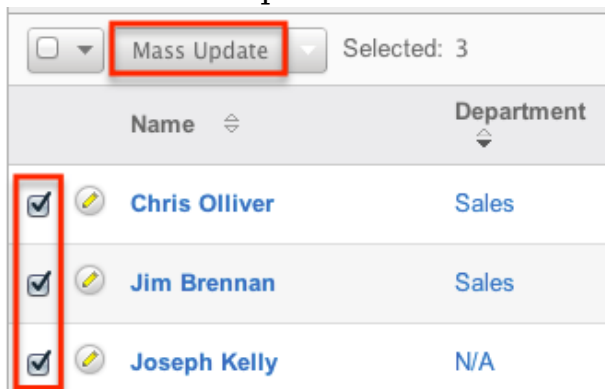 Mass Update Selected: 3
Name Department
Chris Olliver Sales
Jim Brennan Sales
Joseph Kelly N/A